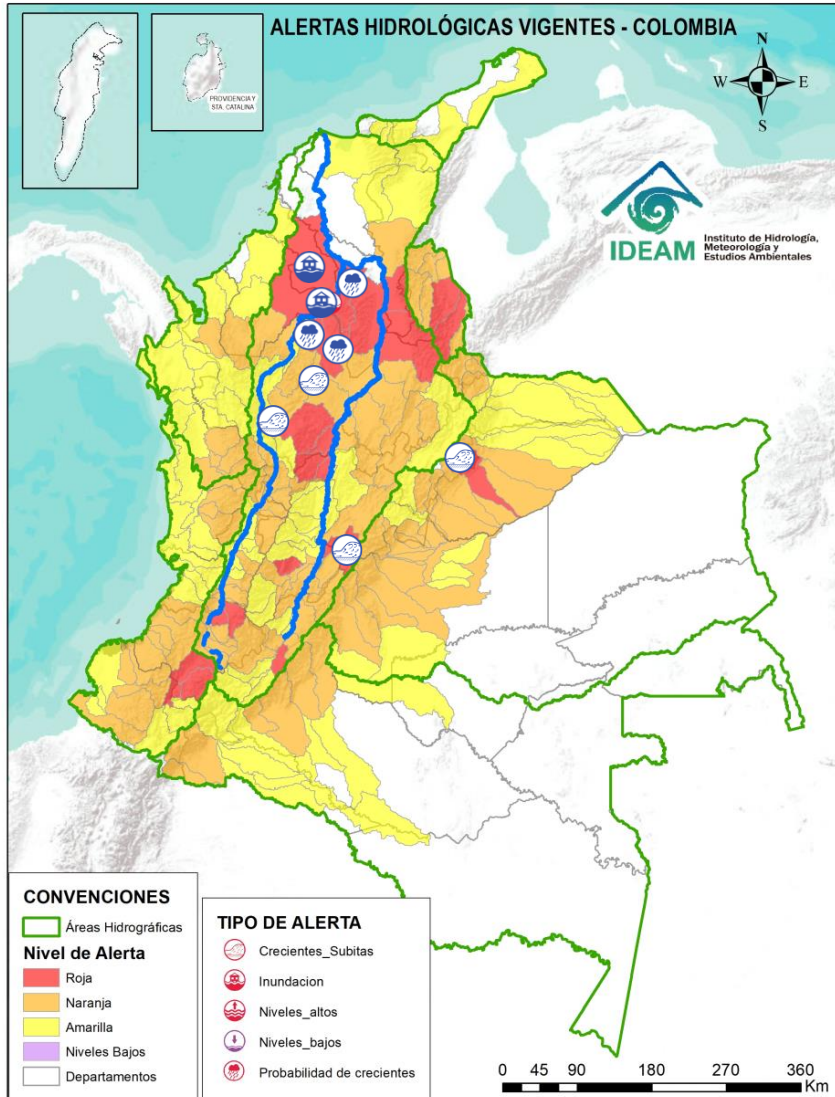 ALERTAS HIDROLÓGICAS VIGENTES - COLOMBIA
PROVIDENCIA Y
STA. CATALINA
N
W
E
S
IDEAM
Instituto de Hidrología,
Meteorología y
Estudios Ambientales
CONVENCIONES
Áreas Hidrográficas
Nivel de Alerta
Roja
Naranja
Amarilla
Niveles Bajos
Departamentos
TIPO DE ALERTA
Crecientes_Subitas
Inundacion
Niveles_altos
Niveles_bajos
Probabilidad de crecientes
0 45 90 180 270 360
Km